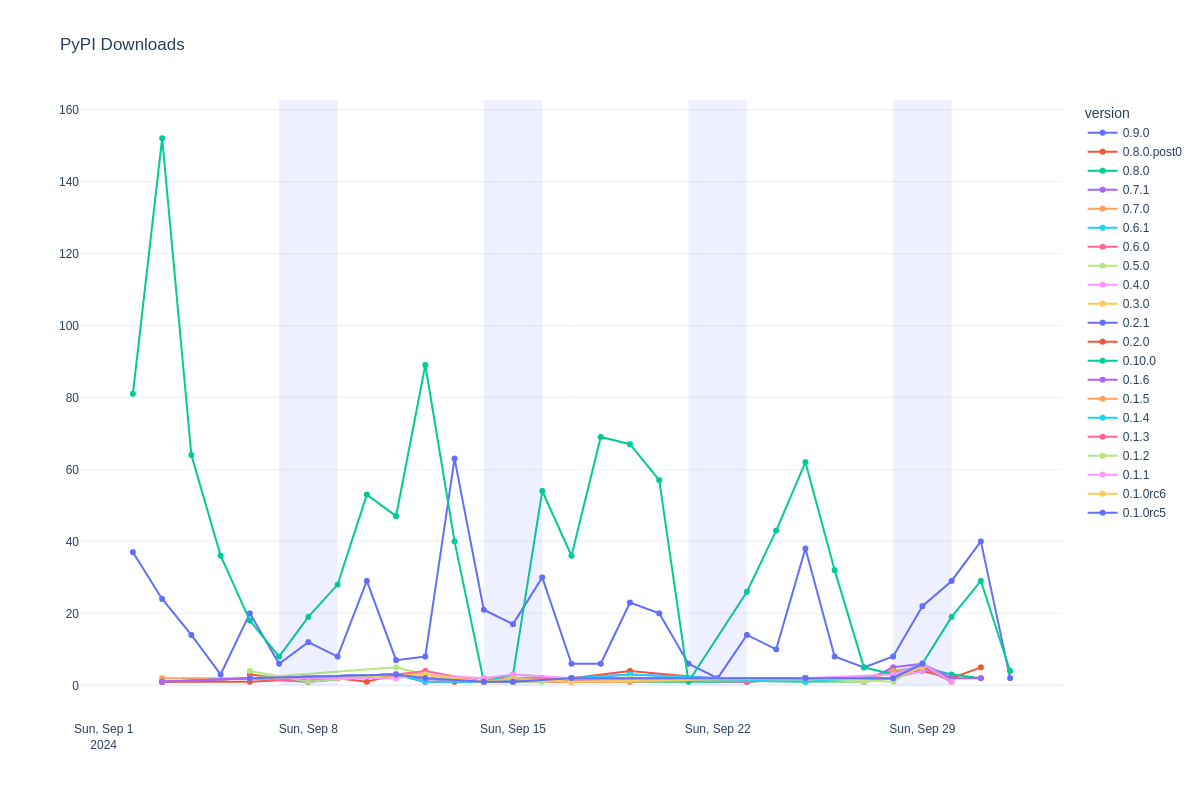 PyPI Downloads
160
140
120
100
80
60
40
20
0
Sun, Sep 1
2024
Sun, Sep 8
Sun, Sep 15
Sun, Sep 22
Sun, Sep 29
version
0.9.0
0.8.0.post0
0.8.0
0.7.1
0.7.0
0.6.1
0.6.0
0.5.0
0.4.0
0.3.0
0.2.1
0.2.0
0.10.0
0.1.6
0.1.5
0.1.4
0.1.3
0.1.2
0.1.1
0.1.0rc6
0.1.0rc5